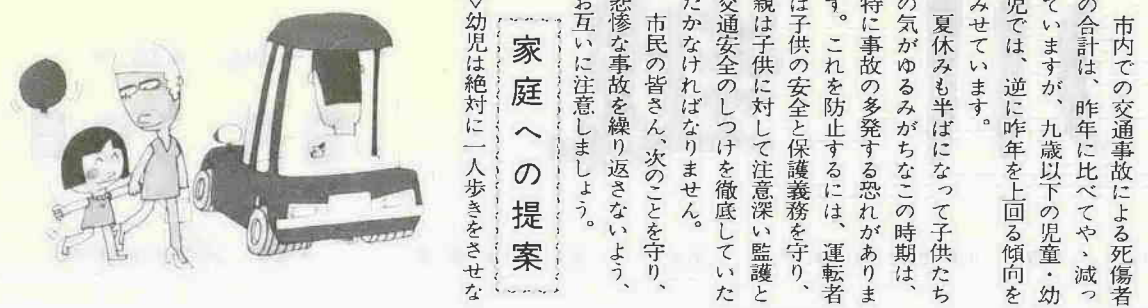 市内での交通事故による死傷者
の合計は、昨年に比べてやゝ減っ
ていますが、九歳以下の児童・幼
児では、逆に昨年を上回る傾向を
みせています。
夏休みも半ばになって子供たち
の気がゆるみがちなこの時期は、
特に事故の多発する恐れがありま
す。これを防止するには、運転者
は子供の安全と保護義務を守り、
親は子供に対して注意深い監護と
交通安全のしつけを徹底していた
だかなければなりません。
市民の皆さん、次のことを守り、
悲惨な事故を繰り返さないよう、
お互いに注意しましょう。
家庭への提案
▽幼児は絶対に一人歩きをさせな